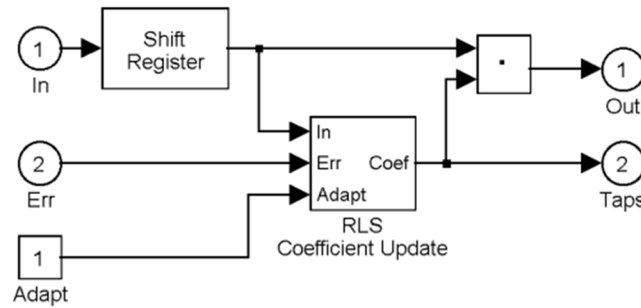 1
In
Shift
Register
.
1
Out
In
Err
Adapt
Coef
2
Err
2
Taps
RLS
Coefficient Update
1
Adapt